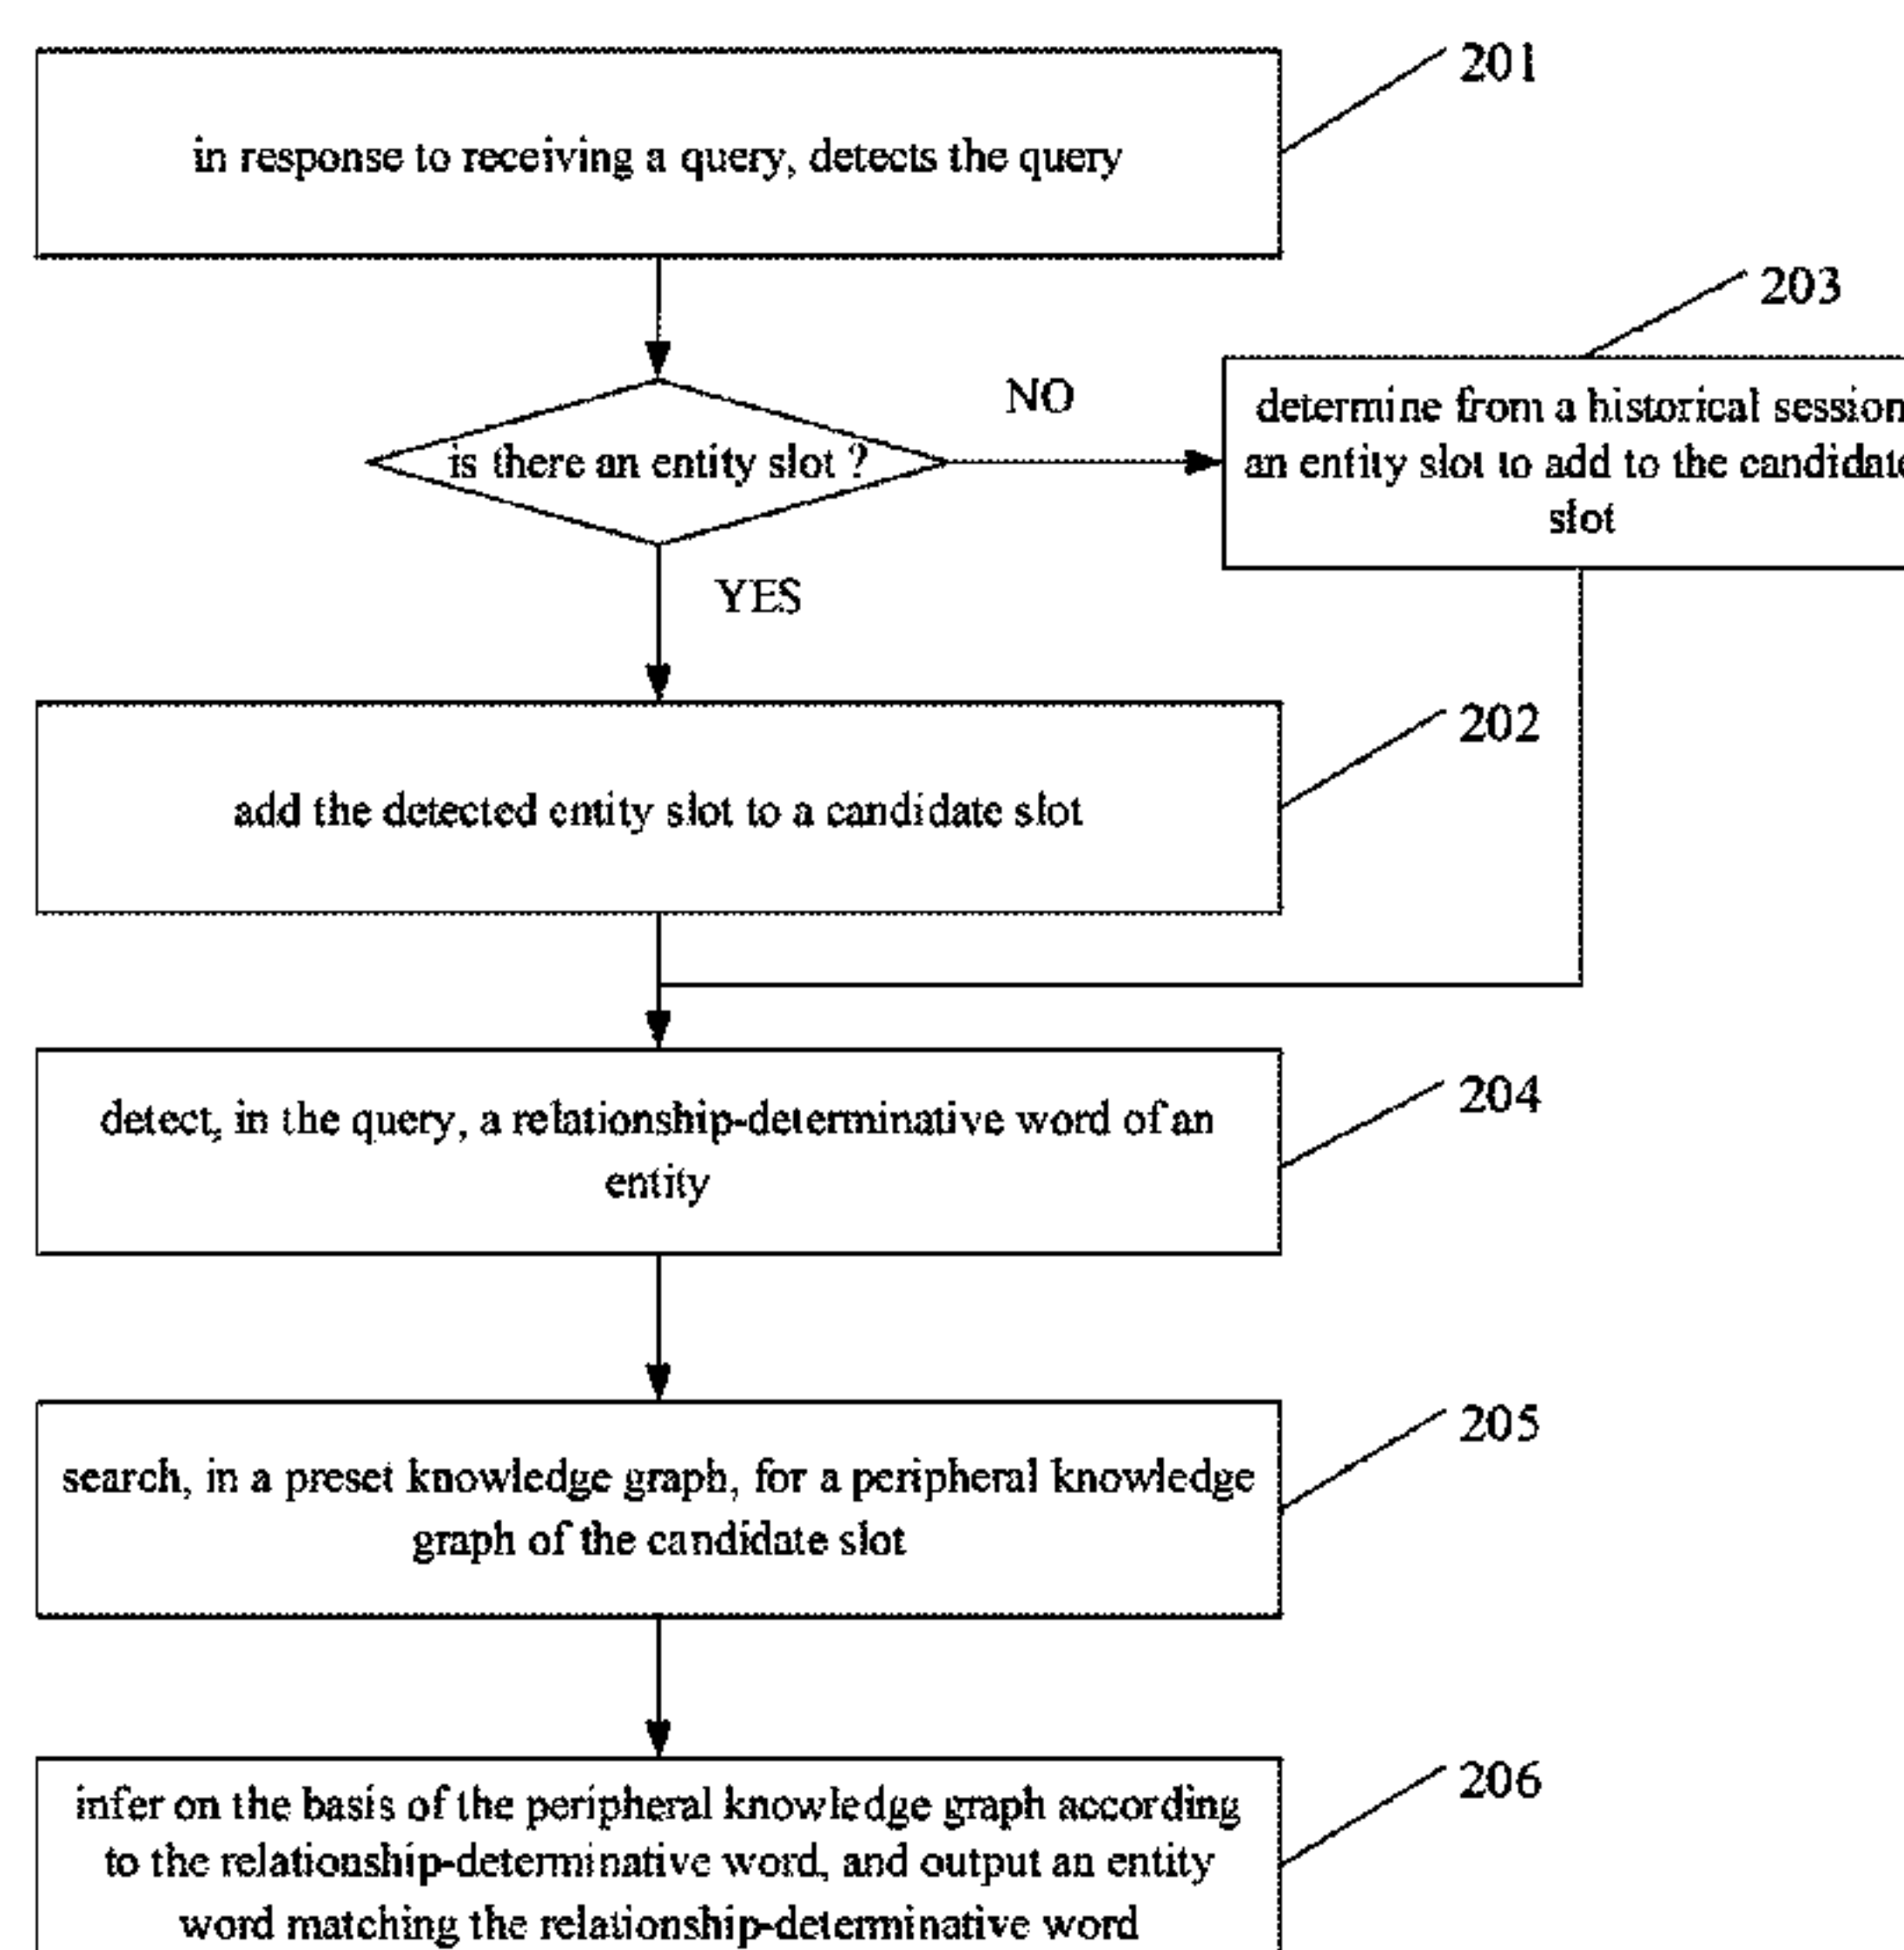 201
in response to receiving a query, detects the query
203
NO
determine from a historical session
an entity slot to add to the candidate
slot
is there an entity slot ?
YES
202
add the detected entity slot to a candidate slot
204
detect, in the query, a relationship-determinative word of an
entity
205
search, in a preset knowledge graph, for a peripheral knowledge
graph of the candidate slot
206
infer on the basis of the peripheral knowledge graph according
to the relationship-determinative word, and output an entity
word matching the relationship-determinative word